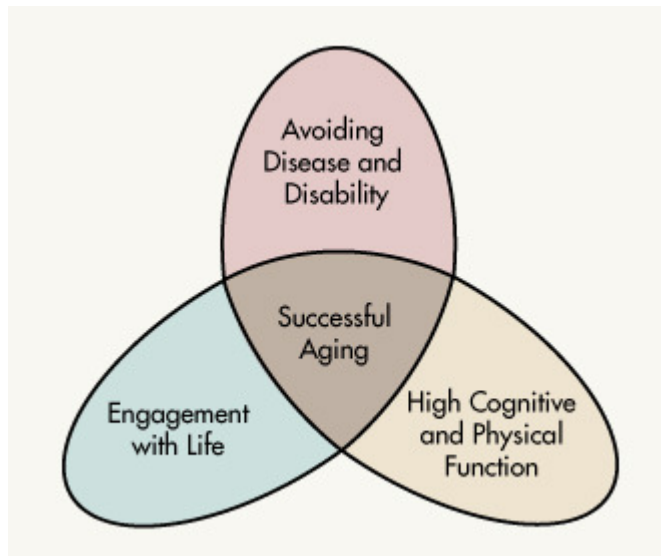 Avoiding
Disease and
Disability
Successful
Aging
Engagement
with Life
High Cognitive
and Physical
Function